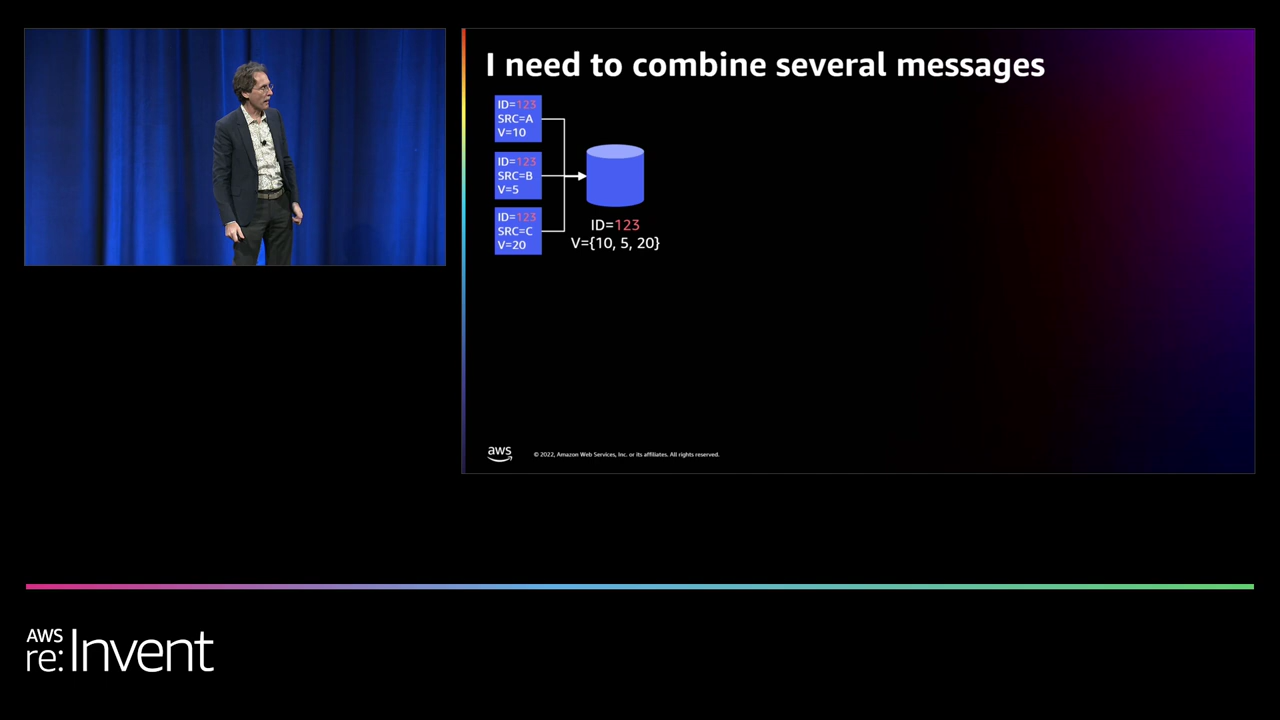 I need to combine several messages
ID=123
SRC=A
V=10
ID=123
SRC=B
V=5
ID=123
SRC=C
V=20
ID=123
V={10, 5, 20}
aws
© 2022, Amazon Web Services, Inc. or its affiliates. All rights reserved.
AWS
re:Invent